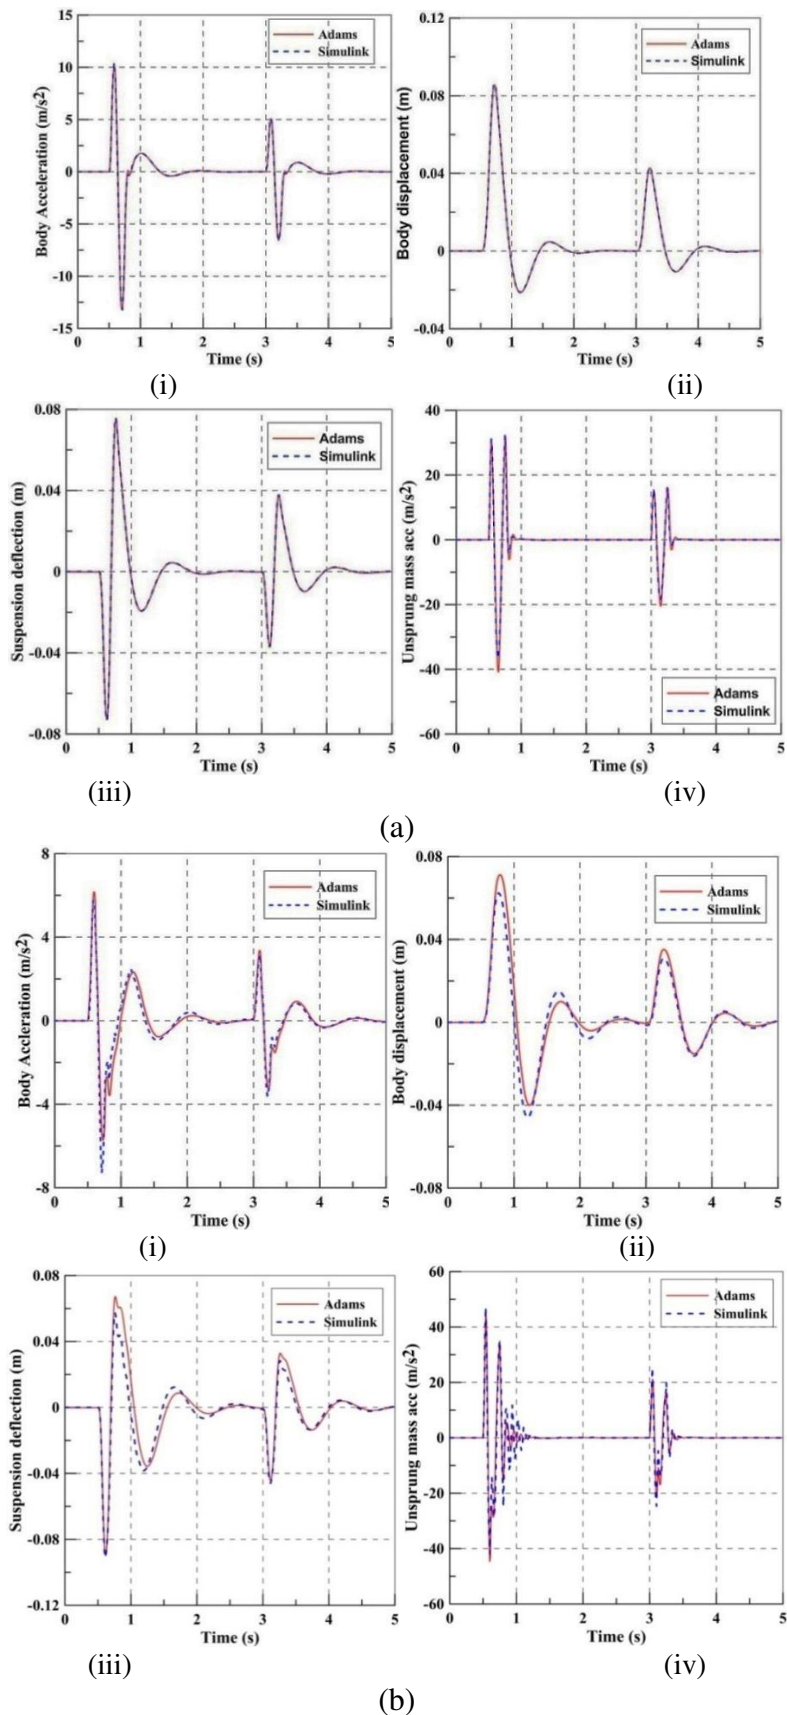 15
10
5
0
-5
-10
-15
Body Acceleration (m/s2)
Adams
Simulink
0 1 2 3 4 5
Time (s)
(i)
0.12
0.08
0.04
0
-0.04
Body displacement (m)
Adams
Simulink
0 1 2 3 4 5
Time (s)
(ii)
0.08
0.04
0
-0.04
-0.08
Suspension deflection (m)
Adams
Simulink
0 1 2 3 4 5
Time (s)
(iii)
40
20
0
-20
-40
-60
Unsprung mass acc (m/s2)
Adams
Simulink
0 1 2 3 4 5
Time (s)
(iv)
(a)
8
4
0
-4
-8
Body Acceleration (m/s2)
Adams
Simulink
0 1 2 3 4 5
Time (s)
(i)
0.08
0.04
0
-0.04
-0.08
Body displacement (m)
Adams
Simulink
0 1 2 3 4 5
Time (s)
(ii)
0.08
0.04
0
-0.04
-0.08
-0.12
Suspension deflection (m)
Adams
Simulink
0 1 2 3 4 5
Time (s)
(iii)
60
40
20
0
-20
-40
-60
Unsprung mass acc (m/s2)
Adams
Simulink
0 1 2 3 4 5
Time (s)
(iv)
(b)